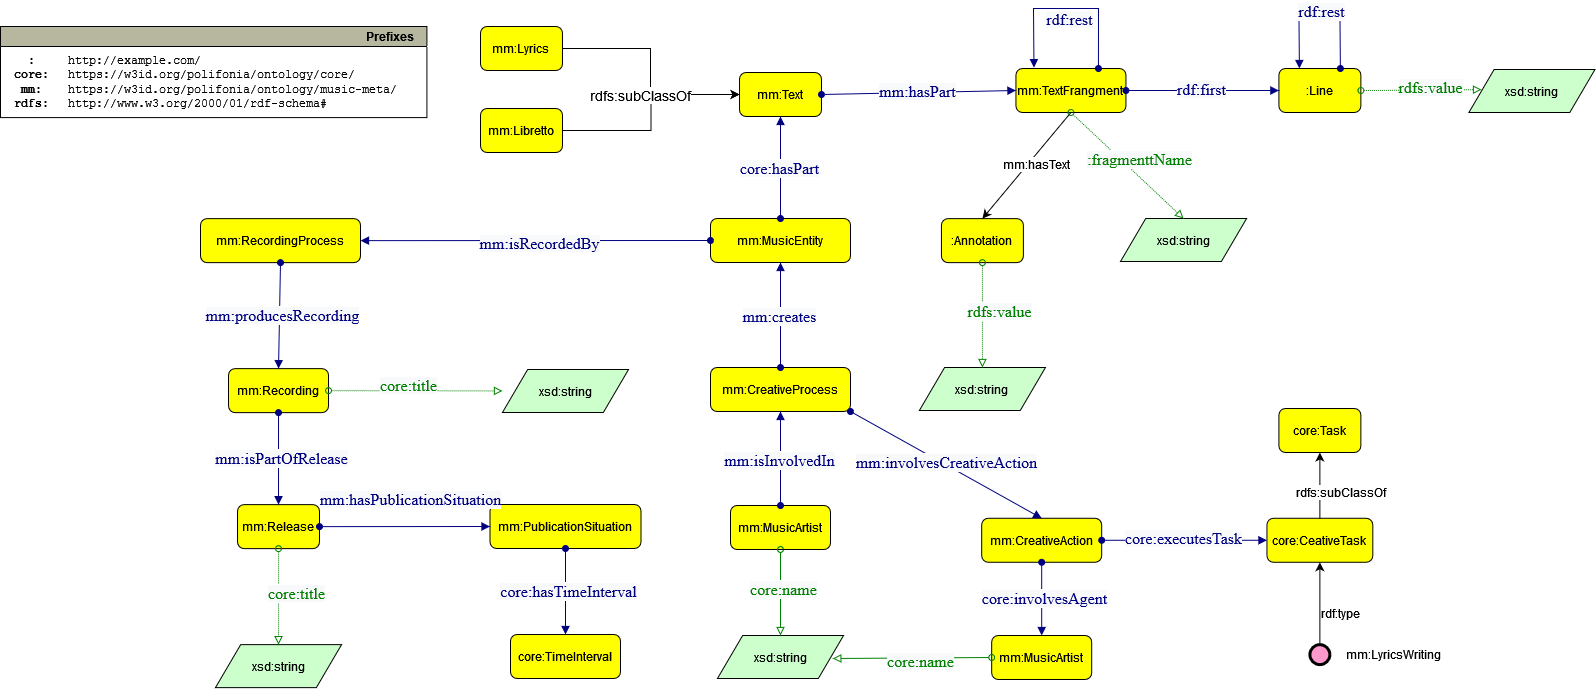 Prefixes
: http://example.com/
core: https://w3id.org/polifonia/ontology/core/
mm: https://w3id.org/polifonia/ontology/music-meta/
rdfs: http://www.w3.org/2000/01/rdf-schema#
mm:Lyrics
mm:Libretto
rdfs:subClassOf
mm:Text
mm:hasPart
rdf:rest
mm:TextFrangment
rdf:first
rdf:rest
:Line
rdfs:value
xsd:string
mm:hasText
:fragmenttName
core:hasPart
mm:RecordingProcess
mm:isRecordedBy
mm:MusicEntity
:Annotation
xsd:string
mm:producesRecording
mm:creates
rdfs:value
mm:Recording
core:title
xsd:string
mm:CreativeProcess
xsd:string
core:Task
mm:isPartOfRelease
mm:isInvolvedIn
mm:involvesCreativeAction
rdfs:subClassOf
mm:hasPublicationSituation
mm:Release
mm:PublicationSituation
mm:MusicArtist
mm:CreativeAction
core:executesTask
core:CeativeTask
core:title
core:hasTimeInterval
core:name
core:involvesAgent
rdf:type
xsd:string
core:TimeInterval
xsd:string
core:name
mm:MusicArtist
mm:LyricsWriting